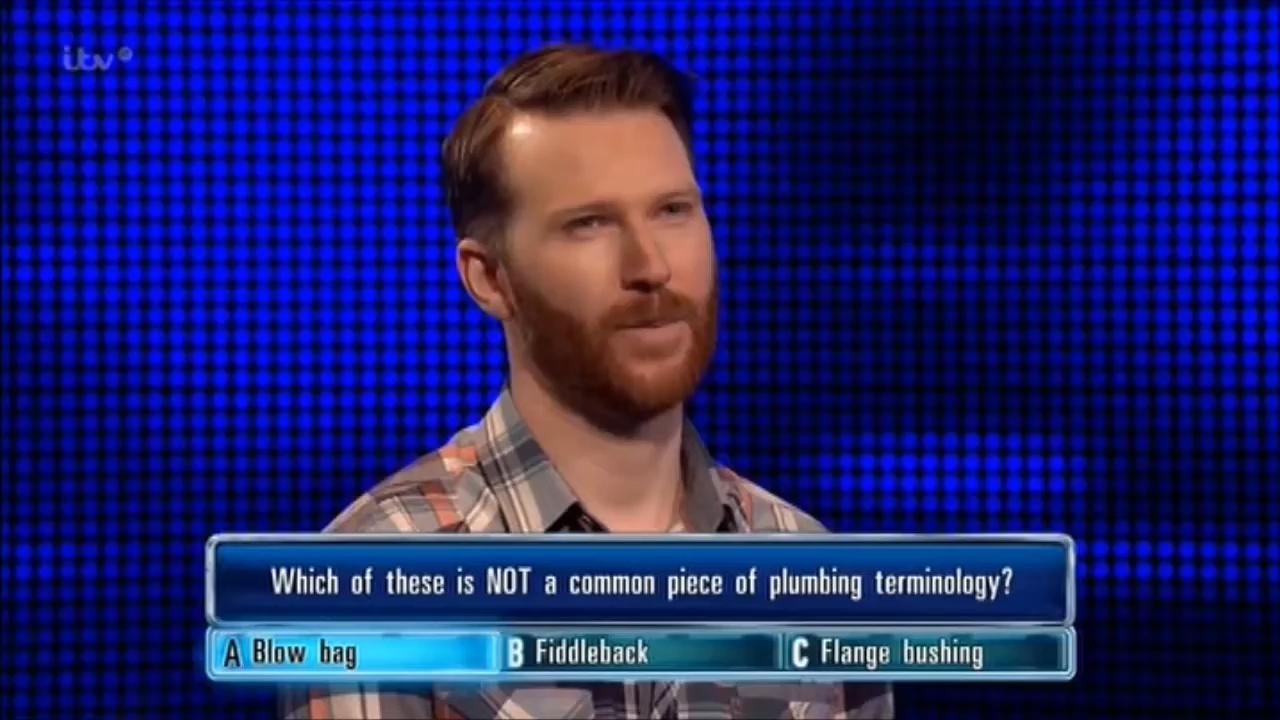 itv
Which of these is NOT a common piece of plumbing terminology?
A Blow bag
B Fiddleback
C Flange bushing